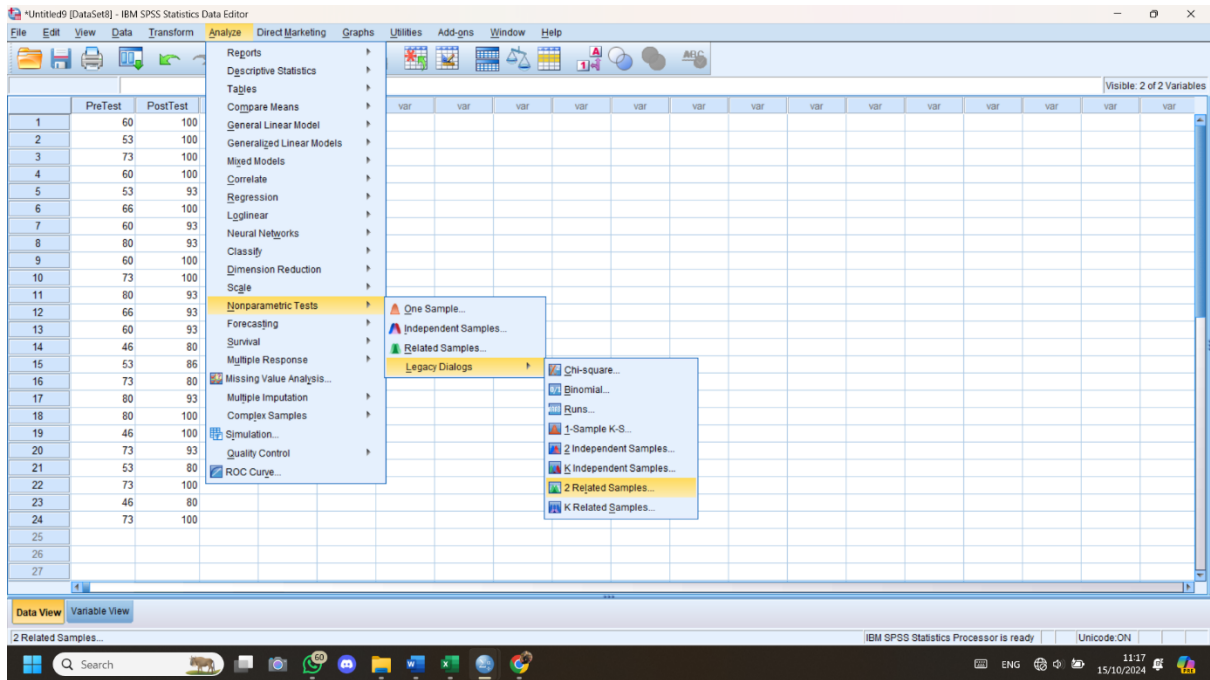 *Untitled9 [DataSet8] - IBM SPSS Statistics Data Editor
File Edit View Data Transform Analyze Direct Marketing Graphs Utilities Add-ons Window Help
Visible: 2 of 2 Variables
PreTest PostTest var var var var var var var var var var var var var var
1 60 100
2 53 100
3 73 100
4 60 100
5 53 93
6 66 100
7 60 93
8 80 93
9 60 100
10 73 100
11 80 93
12 66 93
13 60 93
14 46 80
15 53 86
16 73 80
17 80 93
18 80 100
19 46 100
20 73 93
21 53 80
22 73 100
23 46 80
24 73 100
25
26
27
Reports
Descriptive Statistics
Tables
Compare Means
General Linear Model
Generalized Linear Models
Mixed Models
Correlate
Regression
Loglinear
Neural Networks
Classify
Dimension Reduction
Scale
Nonparametric Tests
Forecasting
Survival
Multiple Response
Missing Value Analysis...
Multiple Imputation
Complex Samples
Simulation...
Quality Control
ROC Curve...
One Sample...
Independent Samples...
Related Samples...
Legacy Dialogs
Chi-square...
Binomial...
Runs...
1-Sample K-S...
2 Independent Samples...
K Independent Samples...
2 Related Samples...
K Related Samples...
Data View Variable View
2 Related Samples... IBM SPSS Statistics Processor is ready Unicode:ON
Search 60 ENG 11:17
15/10/2024